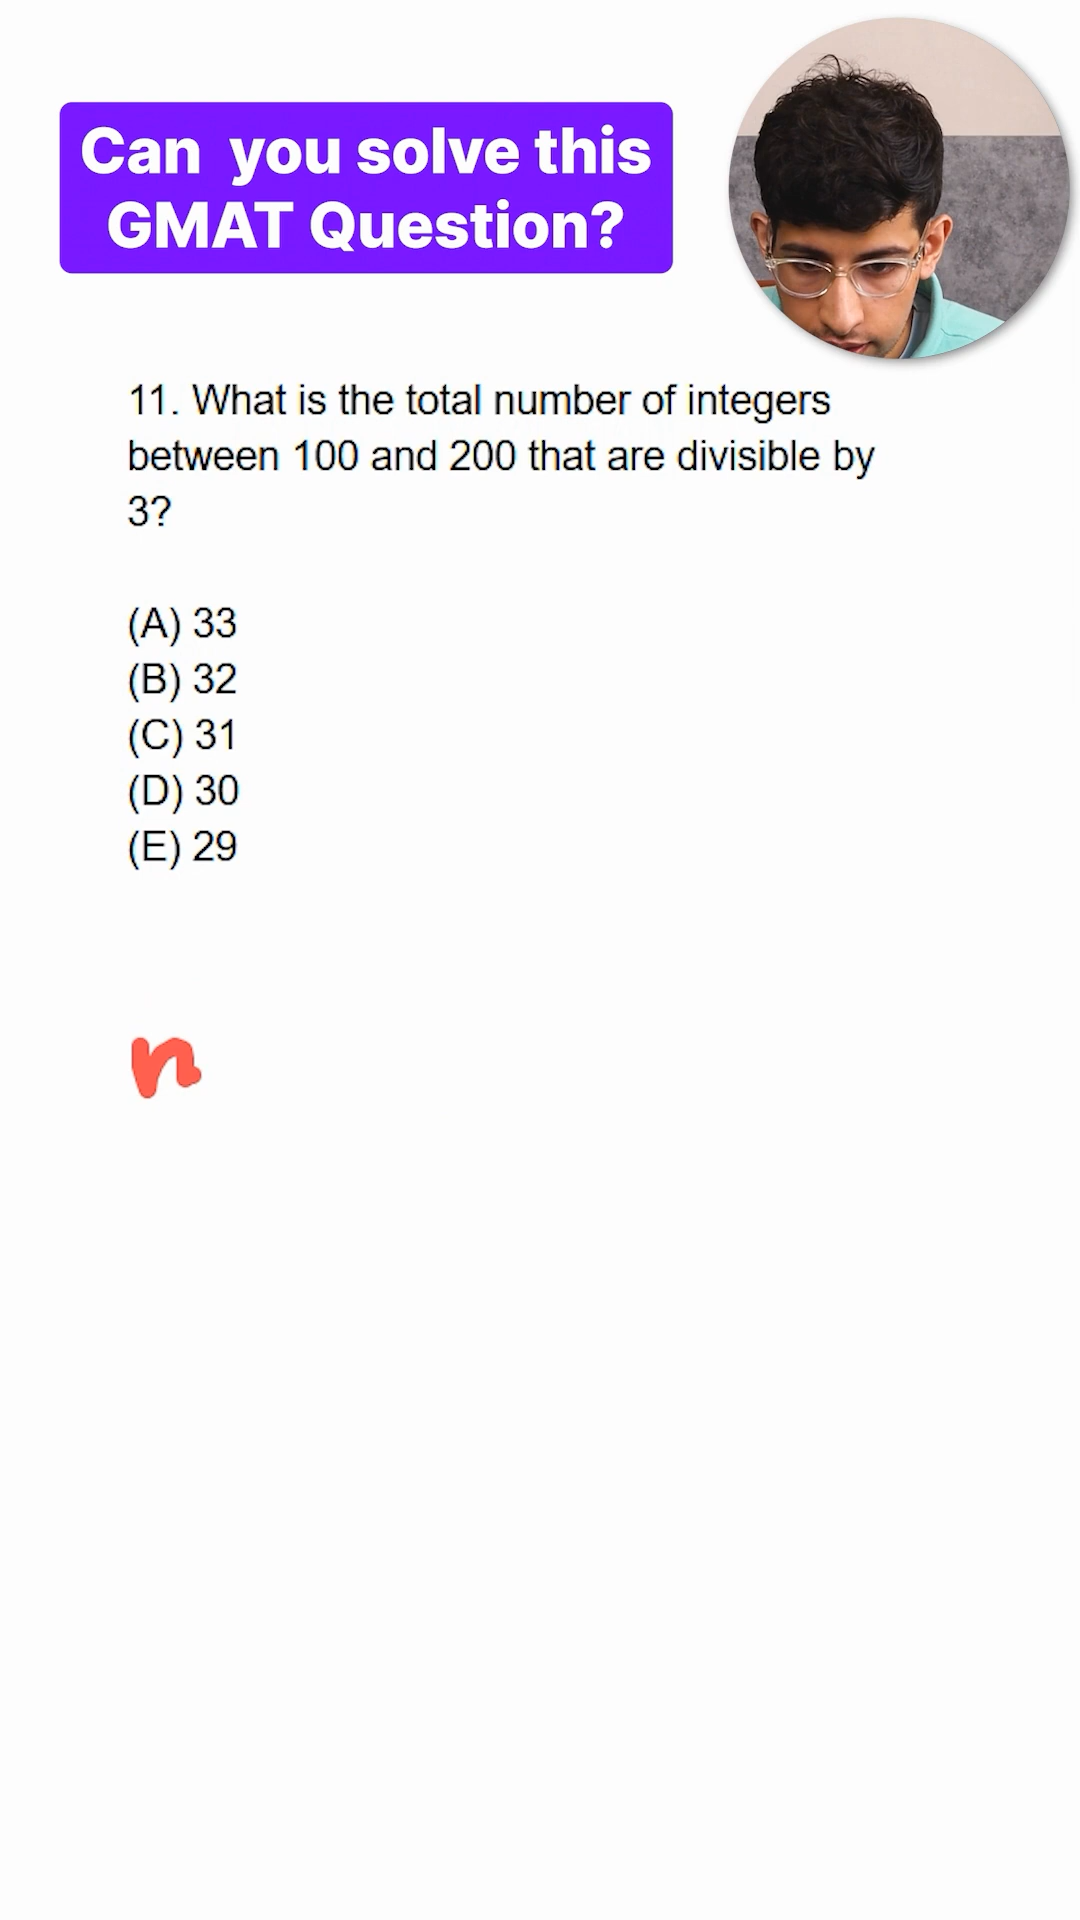 Can you solve this
GMAT Question?
11. What is the total number of integers
between 100 and 200 that are divisible by
3?
(A) 33
(B) 32
(C) 31
(D) 30
(E) 29
n